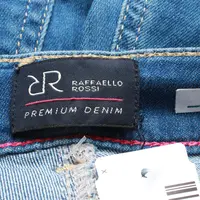 RR
RAFFAELLO
ROSSI
PREMIUM DENIM